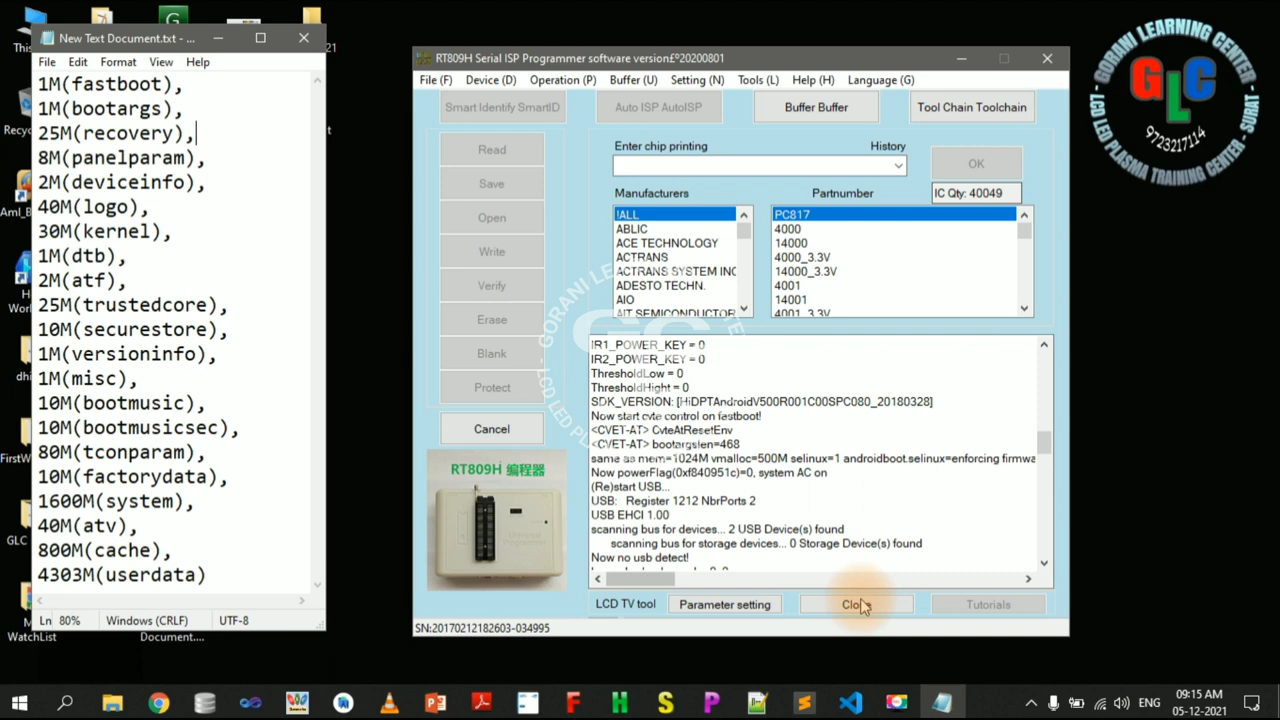 New Text Document.txt - ...
File Edit Format View Help
1M(fastboot),
1M(bootargs),
25M(recovery),
8M(panelparam),
2M(deviceinfo),
40M(logo),
30M(kernel),
1M(dtb),
2M(atf),
25M(trustedcore),
10M(securestore),
1M(versioninfo),
1M(misc),
10M(bootmusic),
10M(bootmusicsec),
80M(tconparam),
10M(factorydata),
1600M(system),
40M(atv),
800M(cache),
4303M(userdata)
Ln 80% Windows (CRLF) UTF-8
WatchList Document....
RT809H Serial ISP Programmer software version£º20200801
File (F) Device (D) Operation (P) Buffer (U) Setting (N) Tools (L) Help (H) Language (G)
Smart Identify SmartID Auto ISP AutoISP Buffer Buffer Tool Chain Toolchain
Read
Save
Open
Write
Verify
Erase
Blank
Protect
Cancel
RT809H 编程器
Enter chip printing History
OK
Manufacturers Partnumber IC Qty: 40049
!ALL
ABLIC
ACE TECHNOLOGY
ACTRANS
ACTRANS SYSTEM INC
ADESTO TECHN.
AIO
AIT SEMICONDUCTOR
PC817
4000
14000
4000_3.3V
14000_3.3V
4001
14001
4001_3.3V
IR1_POWER_KEY = 0
IR2_POWER_KEY = 0
ThresholdLow = 0
ThresholdHight = 0
SDK_VERSION: [HiDPTAndroidV500R001C00SPC080_20180328]
Now start cvte control on fastboot!
<CVET-AT> CvteAtResetEnv
<CVET-AT> bootargslen=468
same as mem=1024M vmalloc=500M selinux=1 androidboot.selinux=enforcing firmwa
Now powerFlag(0xf840951c)=0, system AC on
(Re)start USB...
USB: Register 1212 NbrPorts 2
USB EHCI 1.00
scanning bus for devices... 2 USB Device(s) found
scanning bus for storage devices... 0 Storage Device(s) found
Now no usb detect!
LCD TV tool Parameter setting Tutorials
SN:20170212182603-034995
GORANI LEARNING CENTER
GLC
9723217114
LCD LED PLASMA TRAINING CENTER - SURAT
ENG
09:15 AM
05-12-2021